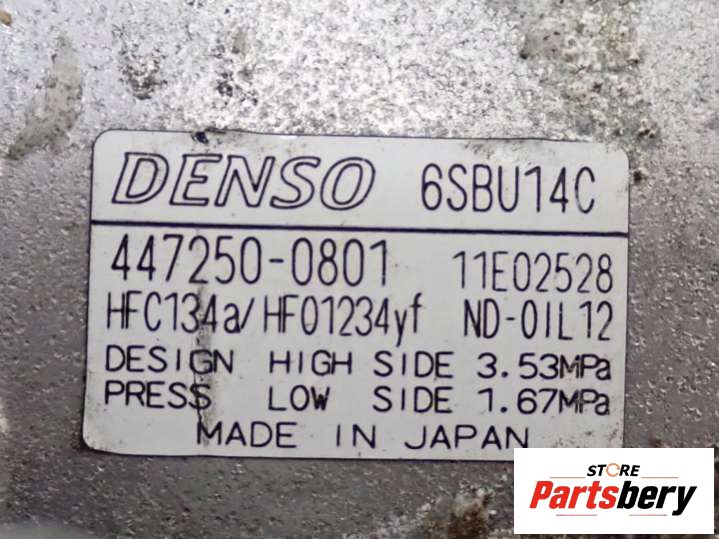 DENSO 6SBU14C
447250-0801 11E02528
HFC134a/HFO1234yf ND-OIL12
DESIGN HIGH SIDE 3.53MPa
PRESS LOW SIDE 1.67MPa
MADE IN JAPAN
STORE
Partsbery